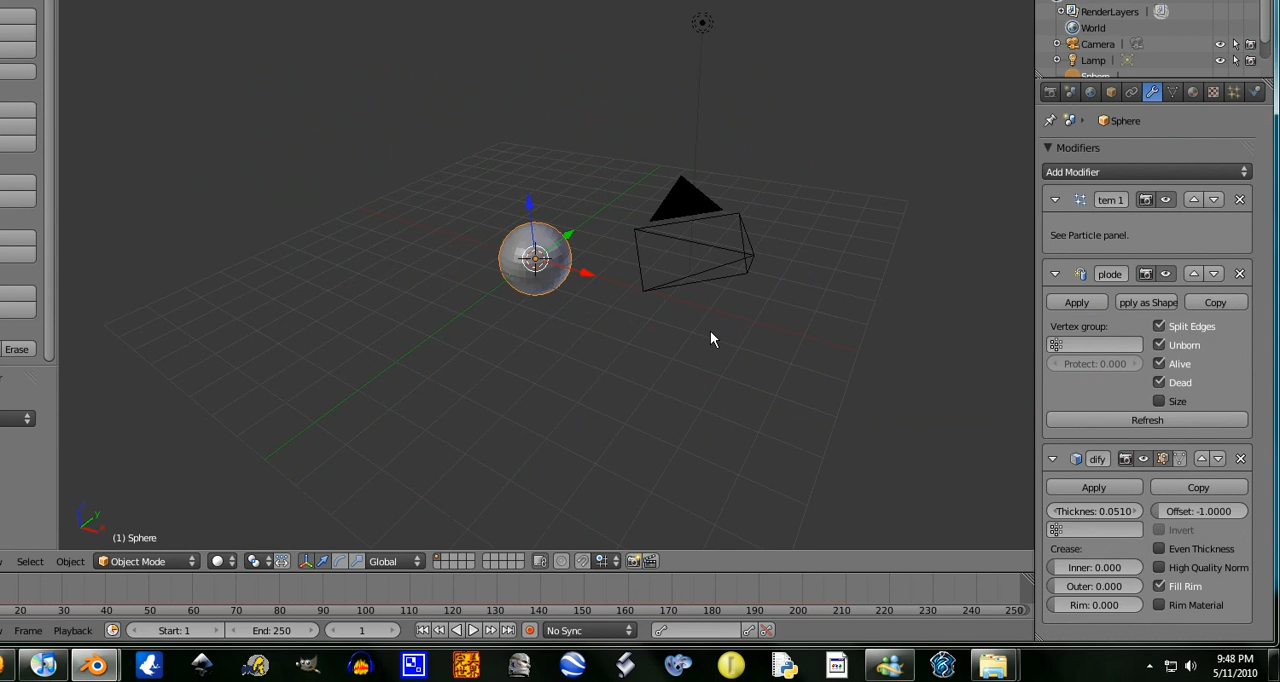 RenderLayers
World
Camera
Lamp
Sphere
Sphere
Modifiers
Add Modifier
tem 1
See Particle panel.
plode
Apply
pply as Shape
Copy
Vertex group:
Split Edges
Unborn
Protect: 0.000
Alive
Dead
Size
Refresh
dify
Apply
Copy
Thicknes: 0.0510
Offset: -1.0000
Invert
Crease:
Even Thickness
Inner: 0.000
High Quality Norm
Outer: 0.000
Fill Rim
Rim: 0.000
Rim Material
Erase
z
y
x
(1) Sphere
Select
Object
Object Mode
Global
20 30 40 50 60 70 80 90 100 110 120 130 140 150 160 170 180 190 200 210 220 230 240 250
Frame
Playback
Start: 1
End: 250
1
No Sync
9:48 PM
5/11/2010